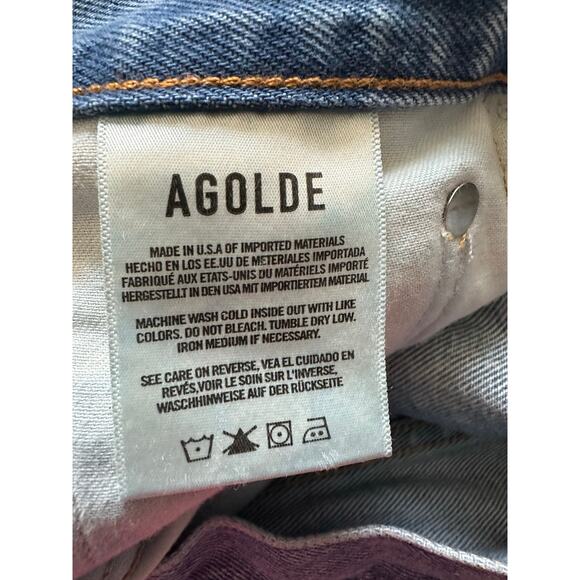 AGOLDE
MADE IN U.S.A OF IMPORTED MATERIALS
HECHO EN LOS EE.UU DE METERIALES IMPORTADA
FABRIQUÉ AUX ETATS-UNIS DU MATÉRIELS IMPORTÉ
HERGESTELLT IN DEN USA MIT IMPORTIERTEM MATERIAL
MACHINE WASH COLD INSIDE OUT WITH LIKE
COLORS. DO NOT BLEACH. TUMBLE DRY LOW.
IRON MEDIUM IF NECESSARY.
SEE CARE ON REVERSE, VEA EL CUIDADO EN
REVÉS,VOIR LE SOIN SUR L'INVERSE,
WASCHHINWEISE AUF DER RÜCKSEITE